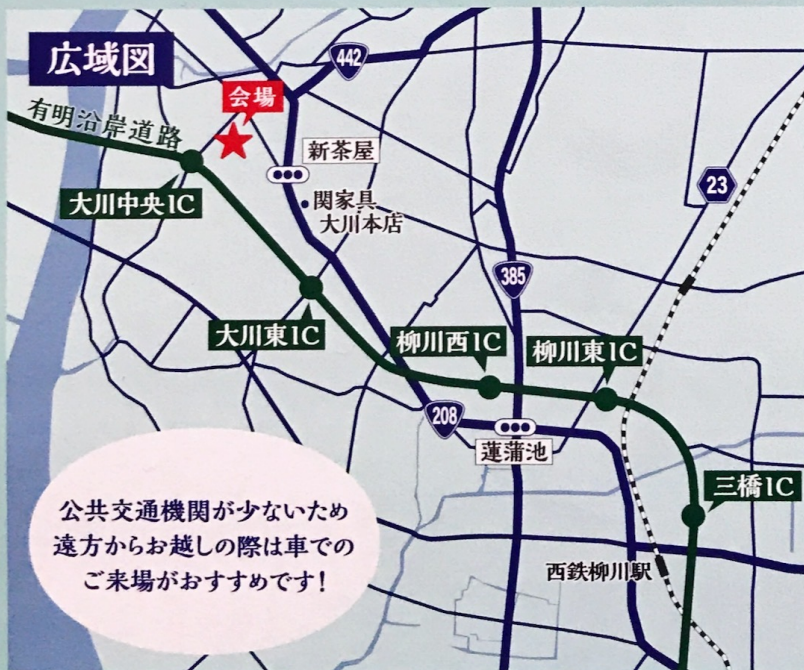 広域図
442
会場
有明沿岸道路
新茶屋
23
大川中央IC
・関家具
大川本店
385
大川東IC
柳川西IC
柳川東IC
208
蓮蒲池
三橋IC
公共交通機関が少ないため
遠方からお越しの際は車での
ご来場がおすすめです！
西鉄柳川駅